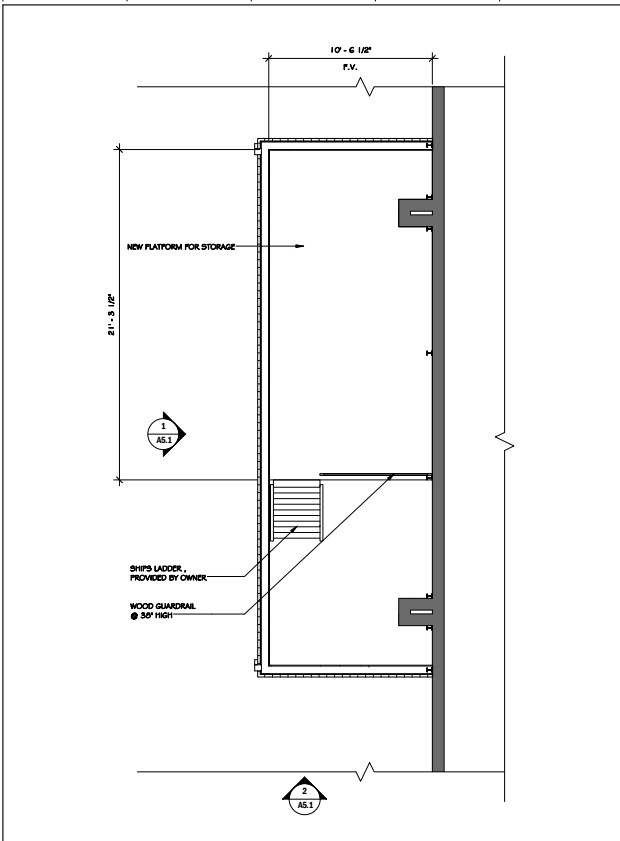 10' - 6 1/2"
F.V.
NEW PLATFORM FOR STORAGE
21' - 3 1/2"
1
A5.1
SHIPS LADDER ,
PROVIDED BY OWNER
WOOD GUARDRAIL
@ 36" HIGH
2
A5.1